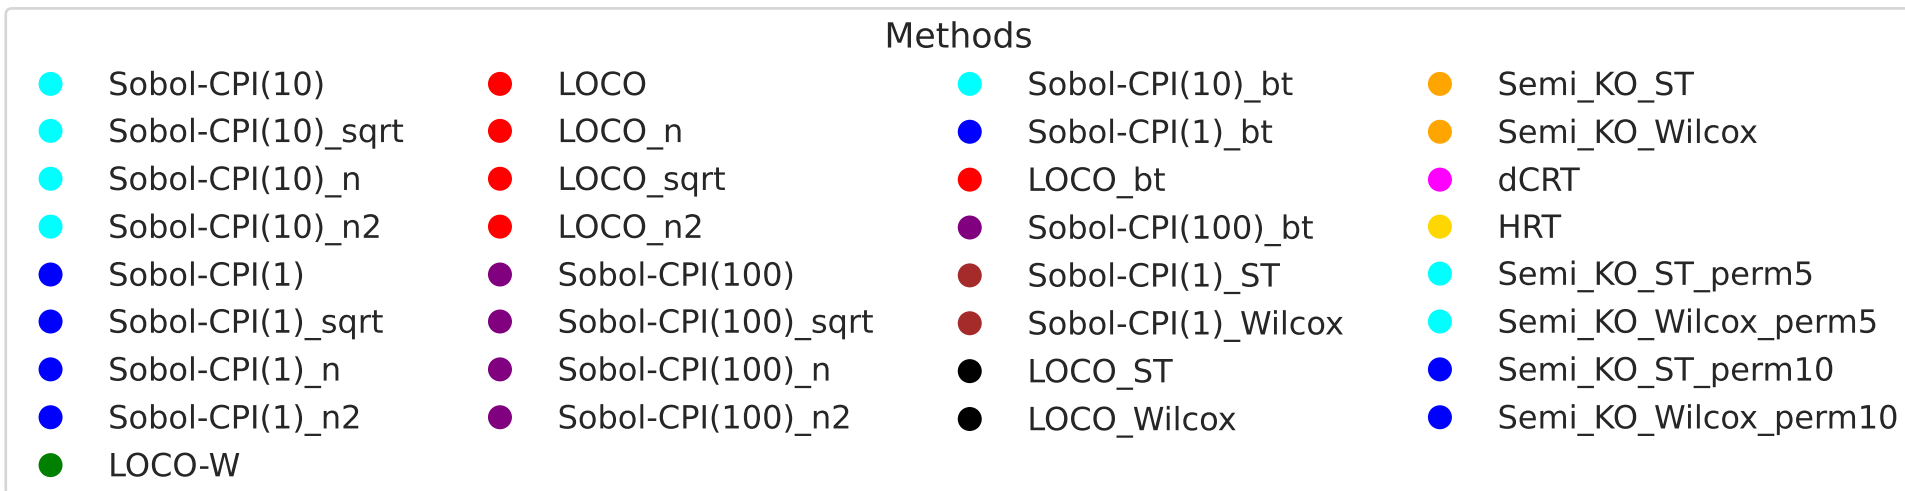 Methods
Sobol-CPI(10)
Sobol-CPI(10)_sqrt
Sobol-CPI(10)_n
Sobol-CPI(10)_n2
Sobol-CPI(1)
Sobol-CPI(1)_sqrt
Sobol-CPI(1)_n
Sobol-CPI(1)_n2
LOCO-W
LOCO
LOCO_n
LOCO_sqrt
LOCO_n2
Sobol-CPI(100)
Sobol-CPI(100)_sqrt
Sobol-CPI(100)_n
Sobol-CPI(100)_n2
Sobol-CPI(10)_bt
Sobol-CPI(1)_bt
LOCO_bt
Sobol-CPI(100)_bt
Sobol-CPI(1)_ST
Sobol-CPI(1)_Wilcox
LOCO_ST
LOCO_Wilcox
Semi_KO_ST
Semi_KO_Wilcox
dCRT
HRT
Semi_KO_ST_perm5
Semi_KO_Wilcox_perm5
Semi_KO_ST_perm10
Semi_KO_Wilcox_perm10